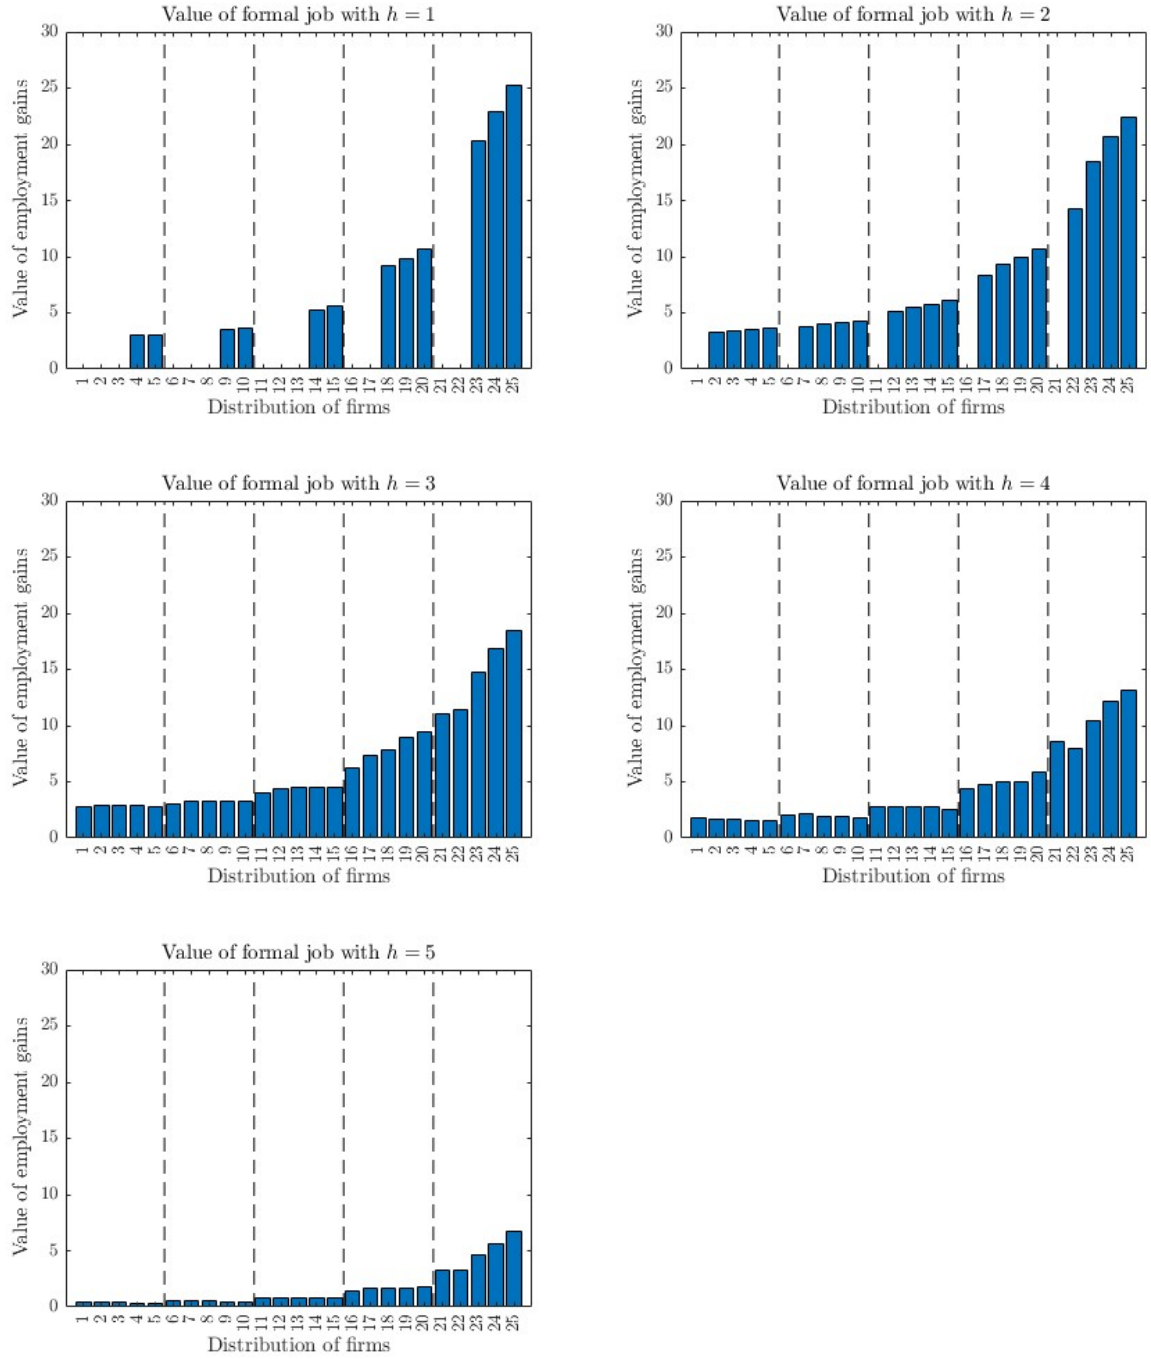 Value of formal job with h = 1
Value of employment gains
30
25
20
15
10
5
0
1 2 3 4 5 6 7 8 9 10 11 12 13 14 15 16 17 18 19 20 21 22 23 24 25
Distribution of firms
Value of formal job with h = 2
Value of employment gains
30
25
20
15
10
5
0
1 2 3 4 5 6 7 8 9 10 11 12 13 14 15 16 17 18 19 20 21 22 23 24 25
Distribution of firms
Value of formal job with h = 3
Value of employment gains
30
25
20
15
10
5
0
1 2 3 4 5 6 7 8 9 10 11 12 13 14 15 16 17 18 19 20 21 22 23 24 25
Distribution of firms
Value of formal job with h = 4
Value of employment gains
30
25
20
15
10
5
0
1 2 3 4 5 6 7 8 9 10 11 12 13 14 15 16 17 18 19 20 21 22 23 24 25
Distribution of firms
Value of formal job with h = 5
Value of employment gains
30
25
20
15
10
5
0
1 2 3 4 5 6 7 8 9 10 11 12 13 14 15 16 17 18 19 20 21 22 23 24 25
Distribution of firms